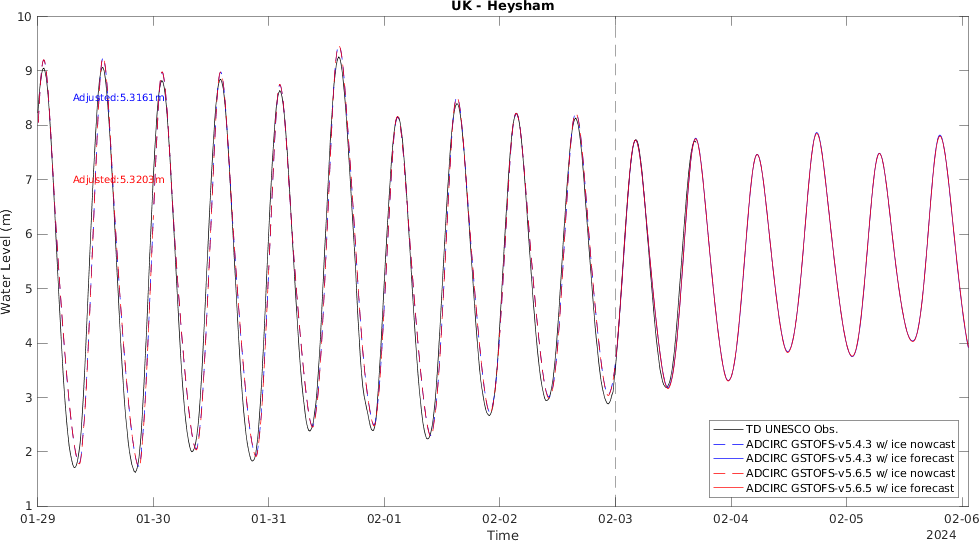 UK - Heysham
10
9
8
7
6
5
4
3
2
1
Water Level (m)
Adjusted:5.3161m
Adjusted:5.3203m
TD UNESCO Obs.
ADCIRC GSTOFS-v5.4.3 w/ ice nowcast
ADCIRC GSTOFS-v5.4.3 w/ ice forecast
ADCIRC GSTOFS-v5.6.5 w/ ice nowcast
ADCIRC GSTOFS-v5.6.5 w/ ice forecast
01-29 01-30 01-31 02-01 02-02 02-03 02-04 02-05 02-06
Time
2024